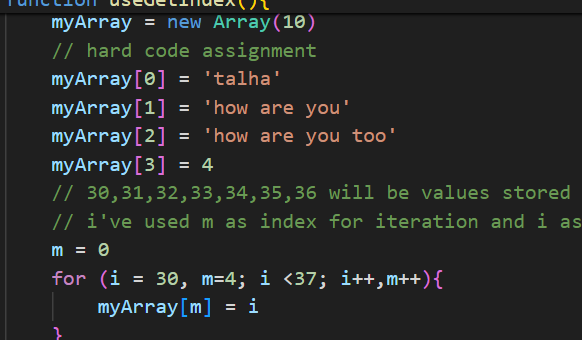 function useGetIndex(){
myArray = new Array(10)
// hard code assignment
myArray[0] = 'talha'
myArray[1] = 'how are you'
myArray[2] = 'how are you too'
myArray[3] = 4
// 30,31,32,33,34,35,36 will be values stored
// i've used m as index for iteration and i as
m = 0
for (i = 30, m=4; i <37; i++,m++){
myArray[m] = i
}